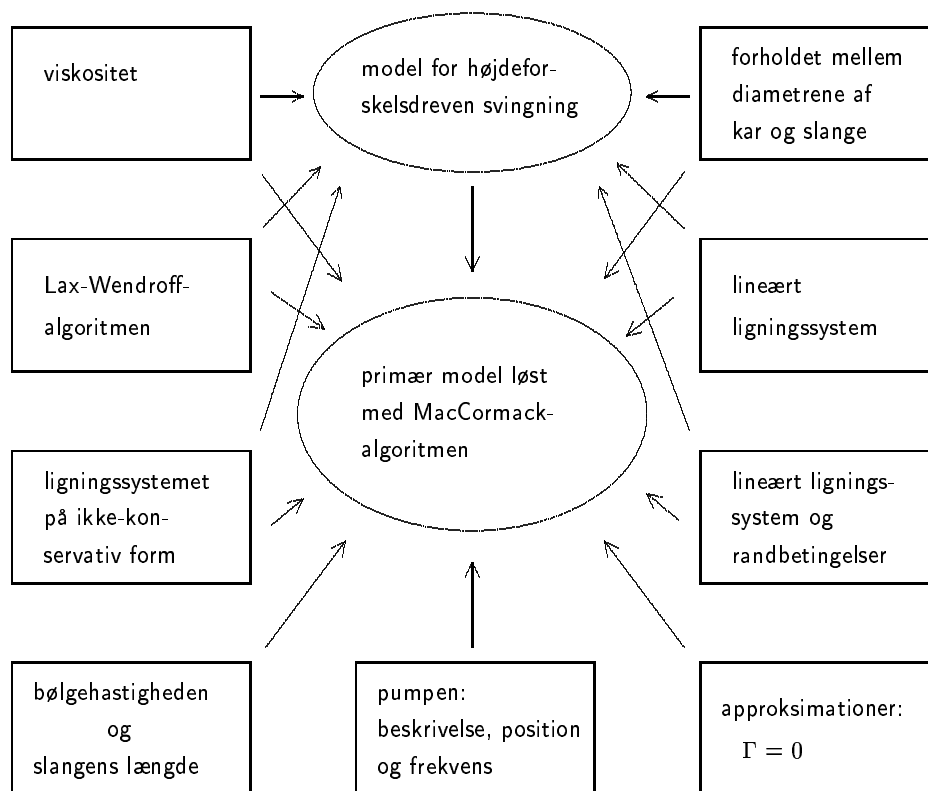 viskositet
model for højdefor-
skelsdreven svingning
forholdet mellem
diametrene af
kar og slange
Lax-Wendroff-
algoritmen
lineært
ligningssystem
primær model løst
med MacCormack-
algoritmen
ligningssystemet
på ikke-kon-
servativ form
lineært lignings-
system og
randbetingelser
bølgehastigheden
og
slangens længde
pumpen:
beskrivelse, position
og frekvens
approksimationer:
Γ = 0